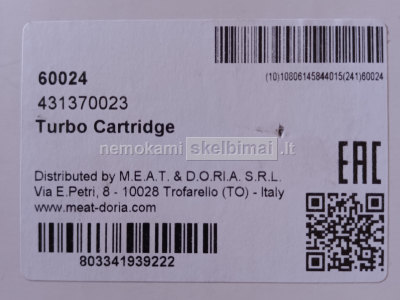 60024
431370023
Turbo Cartridge
(10)10806145844015(241)60024
nemokami skelbimai.lt
EAC
Distributed by M.E.A.T. & D.O.R.I.A. S.R.L.
Via E.Petri, 8 - 10028 Trofarello (TO) - Italy
www.meat-doria.com
803341939222